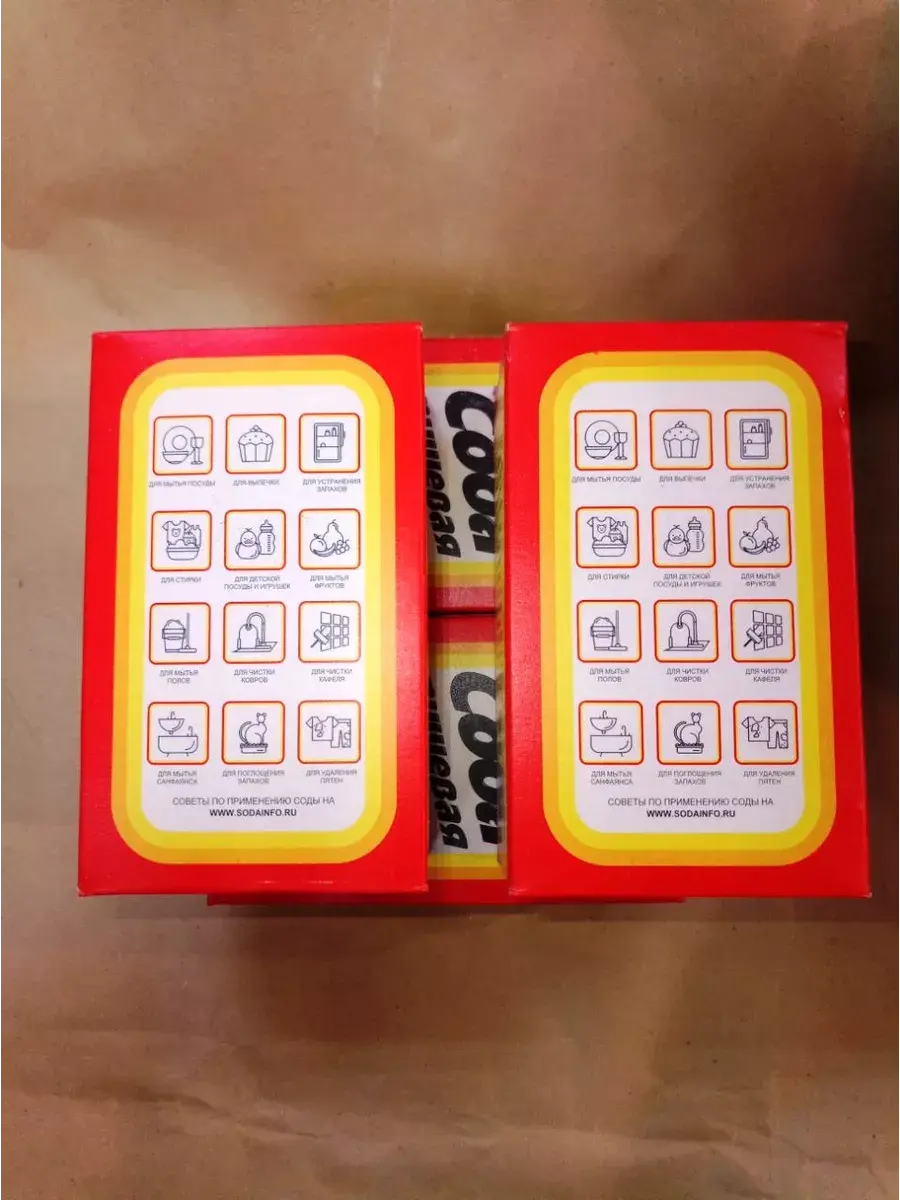 ДЛЯ МЫТЬЯ ПОСУДЫ
ДЛЯ ВЫПЕЧКИ
ДЛЯ УСТРАНЕНИЯ
ЗАПАХОВ
ДЛЯ СТИРКИ
ДЛЯ ДЕТСКОЙ
ПОСУДЫ И ИГРУШЕК
ДЛЯ МЫТЬЯ
ФРУКТОВ
ДЛЯ МЫТЬЯ
ПОЛОВ
ДЛЯ ЧИСТКИ
КОВРОВ
ДЛЯ ЧИСТКИ
КАФЕЛЯ
ДЛЯ МЫТЬЯ
САНФАЯНСА
ДЛЯ ПОГЛОЩЕНИЯ
ЗАПАХОВ
ДЛЯ УДАЛЕНИЯ
ПЯТЕН
СОВЕТЫ ПО ПРИМЕНЕНИЮ СОДЫ НА
WWW.SODAINFO.RU
Сода
Сода
ДЛЯ МЫТЬЯ ПОСУДЫ
ДЛЯ ВЫПЕЧКИ
ДЛЯ УСТРАНЕНИЯ
ЗАПАХОВ
ДЛЯ СТИРКИ
ДЛЯ ДЕТСКОЙ
ПОСУДЫ И ИГРУШЕК
ДЛЯ МЫТЬЯ
ФРУКТОВ
ДЛЯ МЫТЬЯ
ПОЛОВ
ДЛЯ ЧИСТКИ
КОВРОВ
ДЛЯ ЧИСТКИ
КАФЕЛЯ
ДЛЯ МЫТЬЯ
САНФАЯНСА
ДЛЯ ПОГЛОЩЕНИЯ
ЗАПАХОВ
ДЛЯ УДАЛЕНИЯ
ПЯТЕН
СОВЕТЫ ПО ПРИМЕНЕНИЮ СОДЫ НА
WWW.SODAINFO.RU